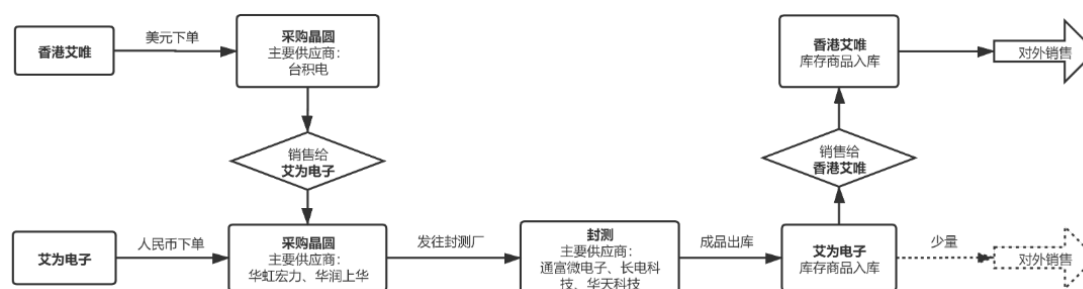 香港艾唯
美元下单
采购晶圆
主要供应商：
台积电
销售给
艾为电子
香港艾唯
库存商品入库
对外销售
销售给
香港艾唯
艾为电子
人民币下单
采购晶圆
主要供应商：
华虹宏力、华润上华
发往封测厂
封测
主要供应商：
通富微电子、长电科
技、华天科技
成品出库
艾为电子
库存商品入库
少量
对外销售